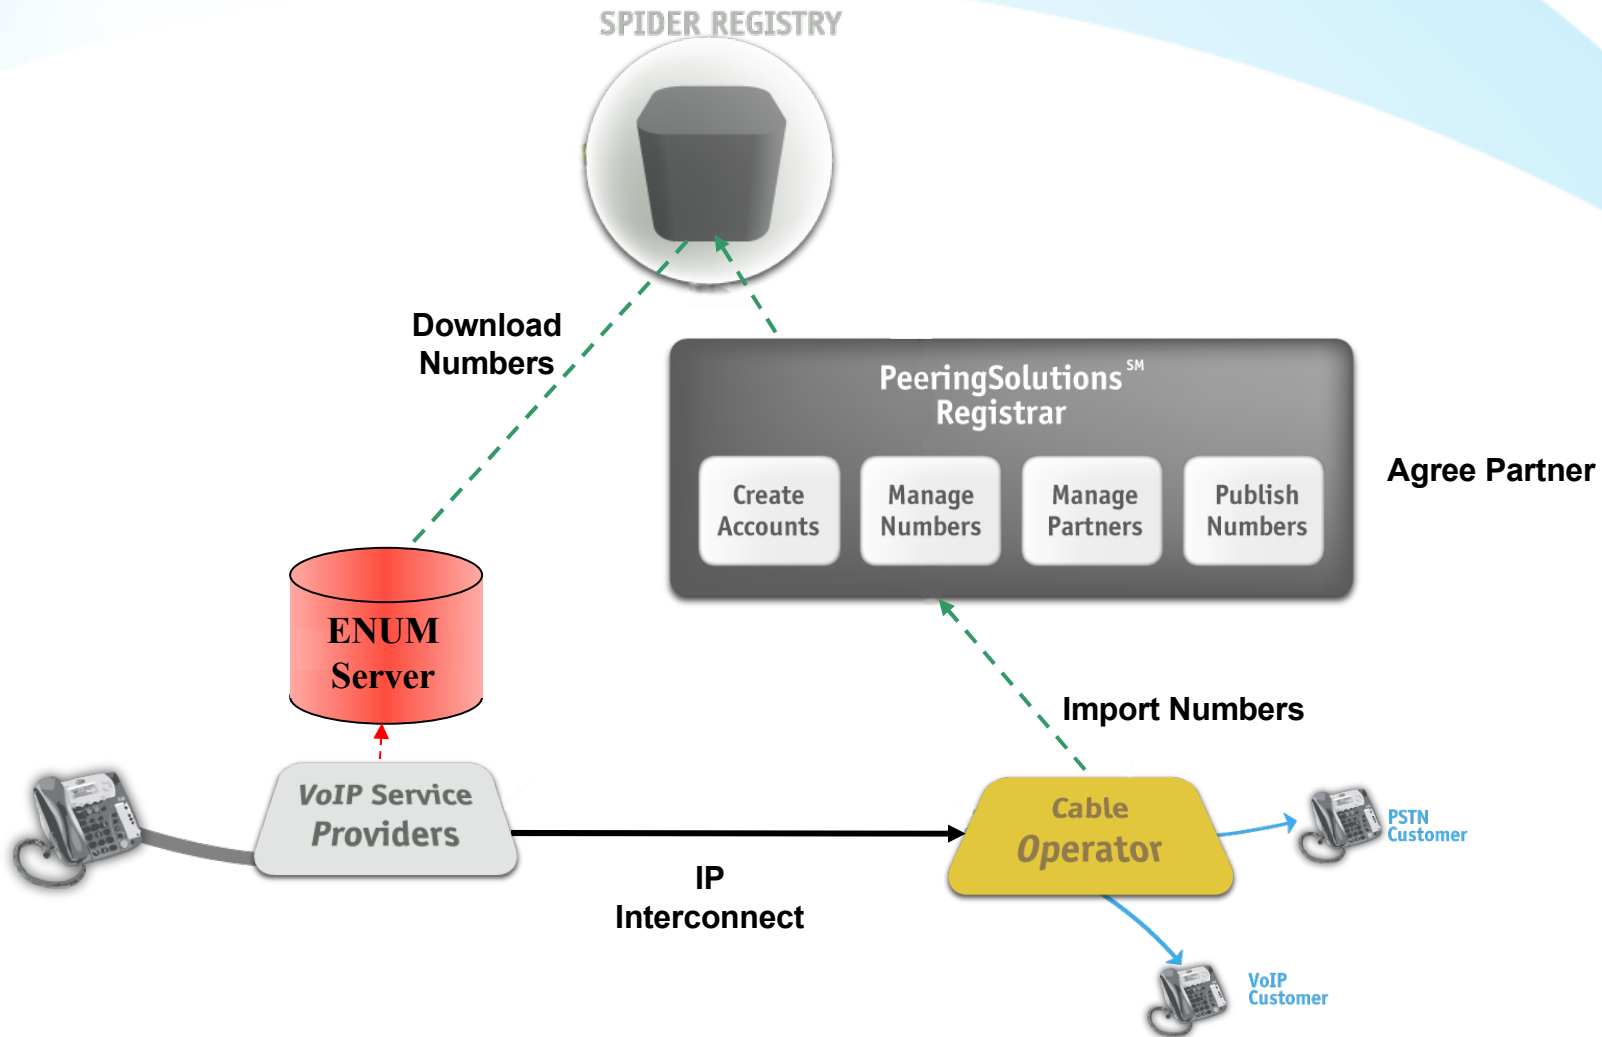 SPIDER REGISTRY
Download
Numbers
PeeringSolutions SM
Registrar
Agree Partner
Create
Accounts
Manage
Numbers
Manage
Partners
Publish
Numbers
ENUM
Server
Import Numbers
VoIP Service
Providers
Cable
Operator
PSTN
Customer
IP
Interconnect
VoIP
Customer